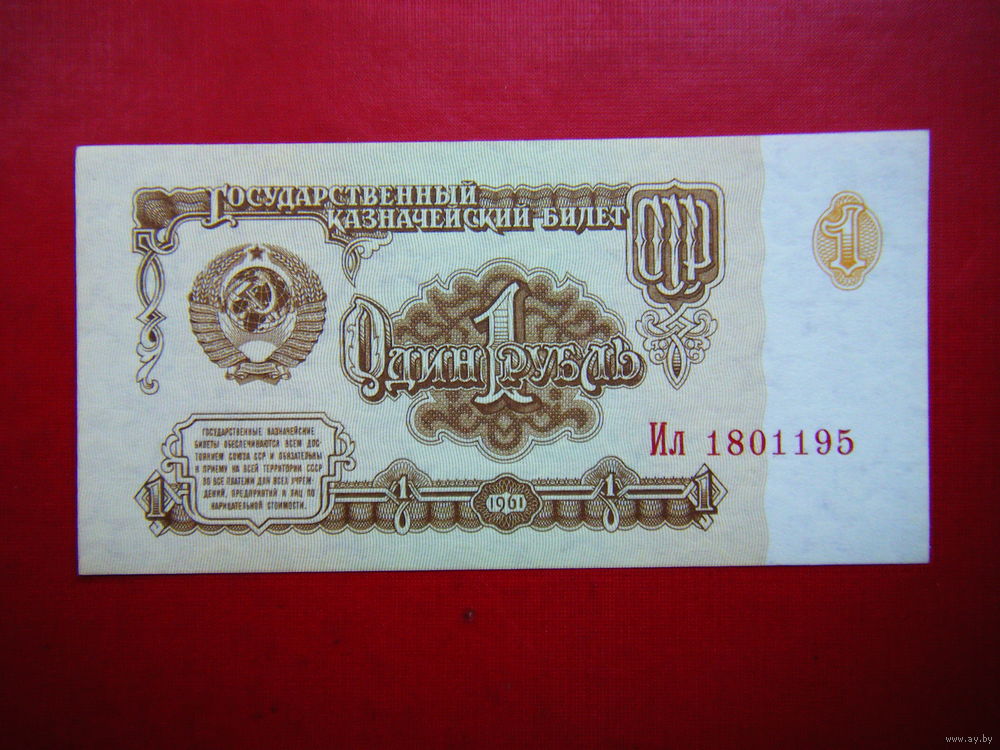 Государственный
казначейский билет
СССР
1
Один 1 рубль
Ил 1801195
ГОСУДАРСТВЕННЫЕ КАЗНАЧЕЙСКИЕ
БИЛЕТЫ ОБЕСПЕЧИВАЮТСЯ ВСЕМ ДОС-
ТОЯНИЕМ СОЮЗА ССР И ОБЯЗАТЕЛЬНЫ
К ПРИЕМУ НА ВСЕЙ ТЕРРИТОРИИ СССР
ВО ВСЕ ПЛАТЕЖИ ДЛЯ ВСЕХ УЧРЕЖ-
ДЕНИЙ, ПРЕДПРИЯТИЙ И ЛИЦ ПО
НАРИЦАТЕЛЬНОЙ СТОИМОСТИ.
1 1 1961 1 1
www.ay.by